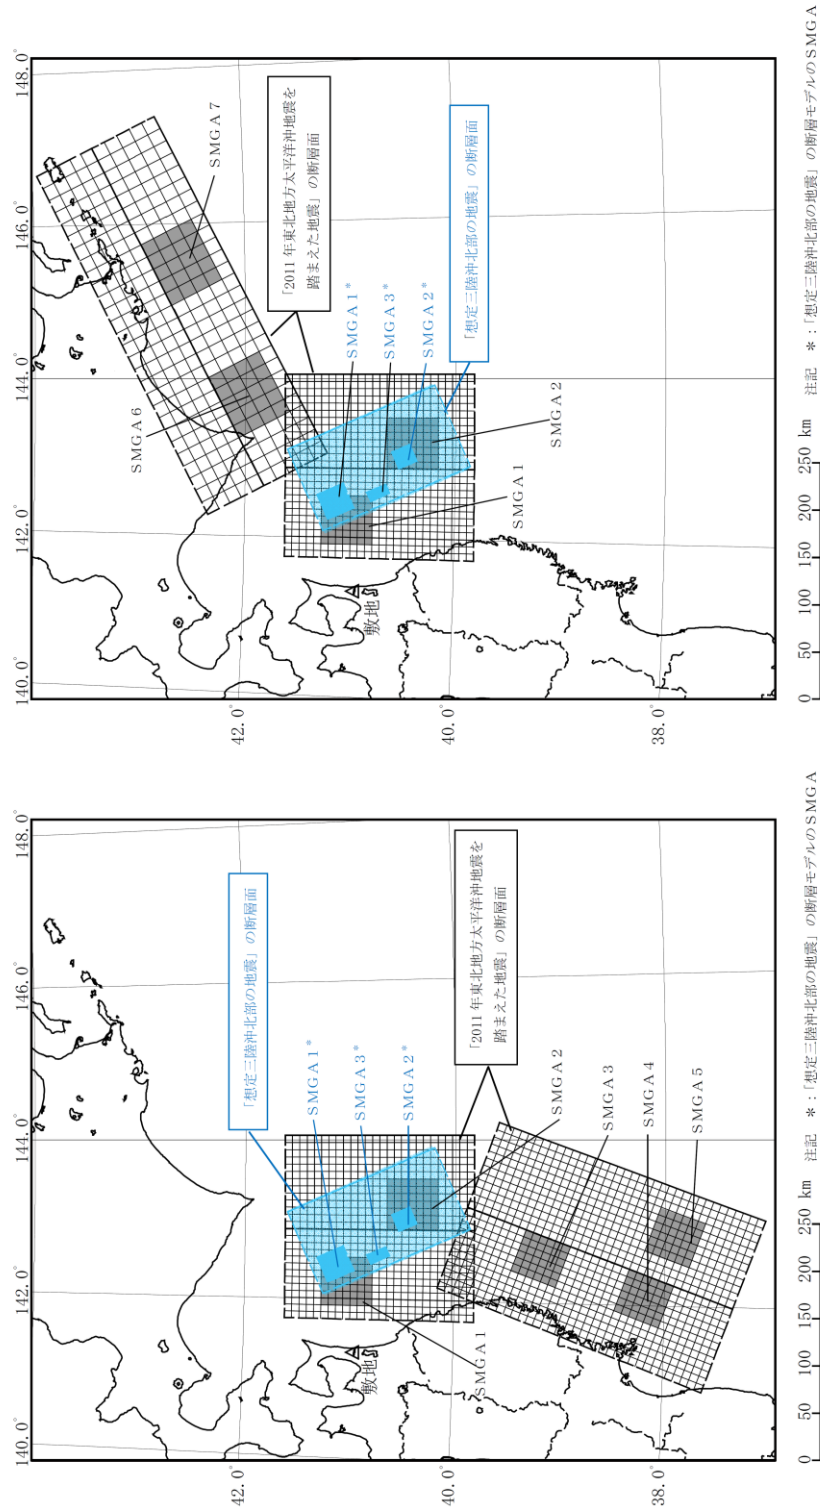 140.0°
142.0°
144.0°
146.0°
148.0°
42.0°
40.0°
38.0°
「想定三陸沖北部の地震」の断層面
SMGA1*
SMGA3*
SMGA2*
「2011年東北地方太平洋沖地震を
踏まえた地震」の断層面
SMGA2
SMGA3
SMGA4
SMGA5
敷地
SMGA1
0 50 100 150 200 250 km
注記 *:「想定三陸沖北部の地震」の断層モデルのSMGA
140.0°
142.0°
144.0°
146.0°
148.0°
42.0°
40.0°
38.0°
SMGA6
SMGA7
「2011年東北地方太平洋沖地震を
踏まえた地震」の断層面
SMGA1*
SMGA3*
SMGA2*
「想定三陸沖北部の地震」の断層面
SMGA2
SMGA1
敷地
0 50 100 150 200 250 km
注記 *:「想定三陸沖北部の地震」の断層モデルのSMGA